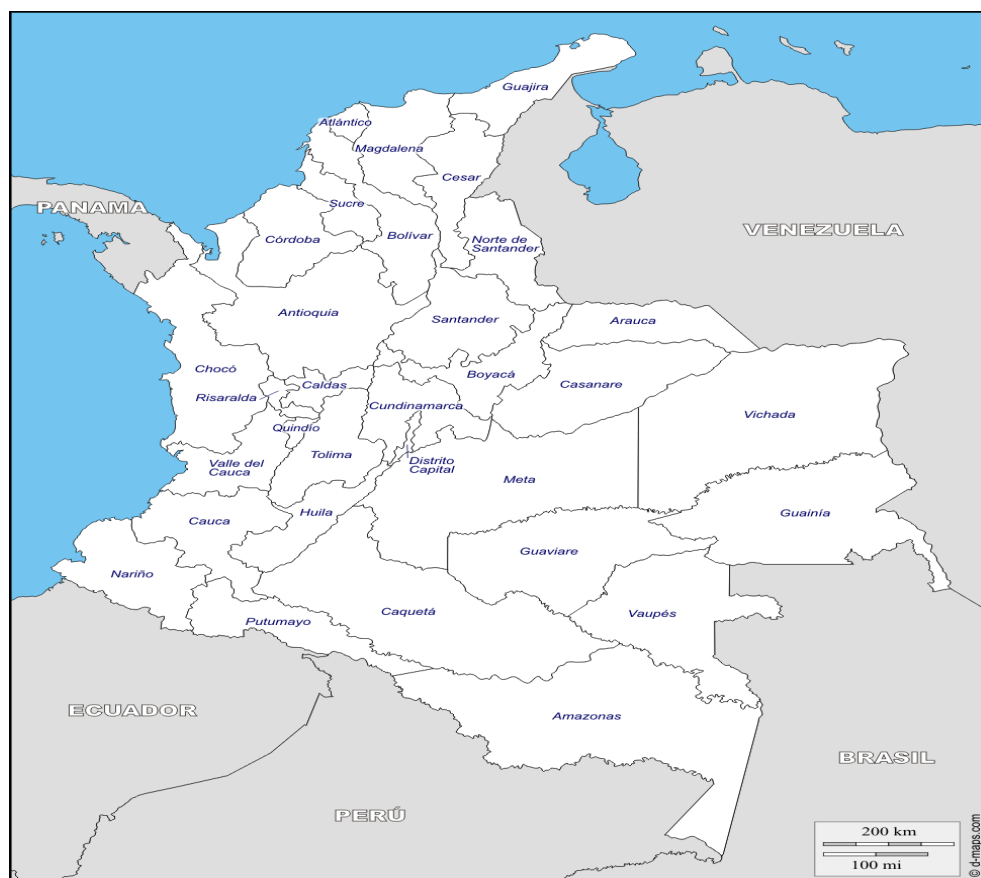 Guajira
Atlántico
Magdalena
Cesar
PANAMA
Sucre
VENEZUELA
Córdoba
Bolívar
Norte de
Santander
Antioquia
Santander
Arauca
Chocó
Boyacá
Caldas
Casanare
Risaralda
Cundinamarca
Vichada
Quindío
Tolima
Distrito
Capital
Valle del
Cauca
Meta
Huila
Guainía
Cauca
Guaviare
Nariño
Caquetá
Vaupés
Putumayo
ECUADOR
Amazonas
BRASIL
PERÚ
200 km
100 mi
© d-maps.com